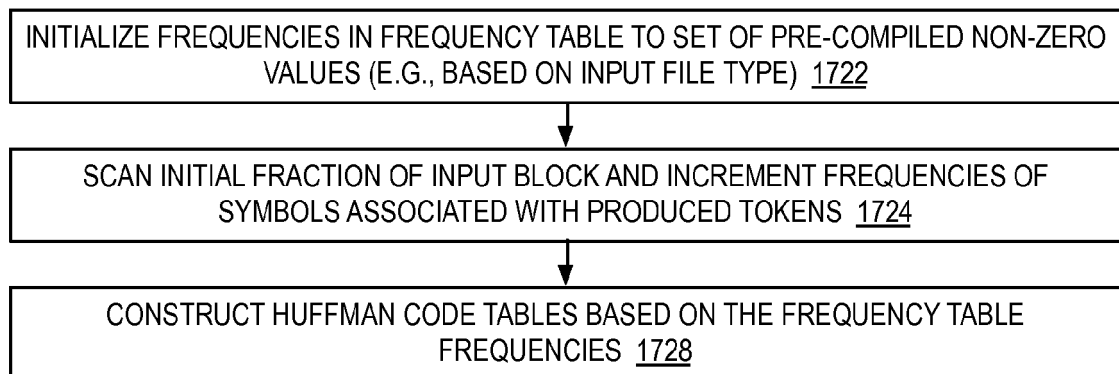 INITIALIZE FREQUENCIES IN FREQUENCY TABLE TO SET OF PRE-COMPILED NON-ZERO
VALUES (E.G., BASED ON INPUT FILE TYPE) 1722
SCAN INITIAL FRACTION OF INPUT BLOCK AND INCREMENT FREQUENCIES OF
SYMBOLS ASSOCIATED WITH PRODUCED TOKENS 1724
CONSTRUCT HUFFMAN CODE TABLES BASED ON THE FREQUENCY TABLE
FREQUENCIES 1728